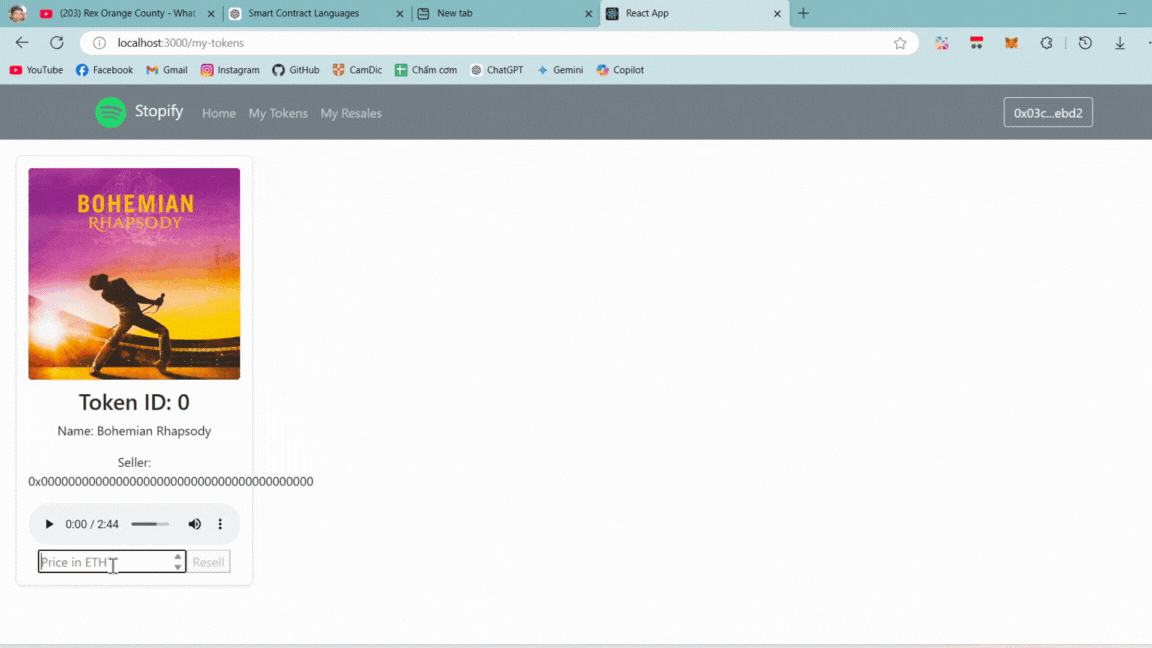 (203) Rex Orange County - What
Smart Contract Languages
New tab
React App
localhost:3000/my-tokens
YouTube
Facebook
Gmail
Instagram
GitHub
CamDic
Chấm cơm
ChatGPT
Gemini
Copilot
Stopify
Home
My Tokens
My Resales
0x03c...ebd2
BOHEMIAN
RHAPSODY
Token ID: 0
Name: Bohemian Rhapsody
Seller:
0x0000000000000000000000000000000000000000
0:00 / 2:44
Price in ETH
Resell